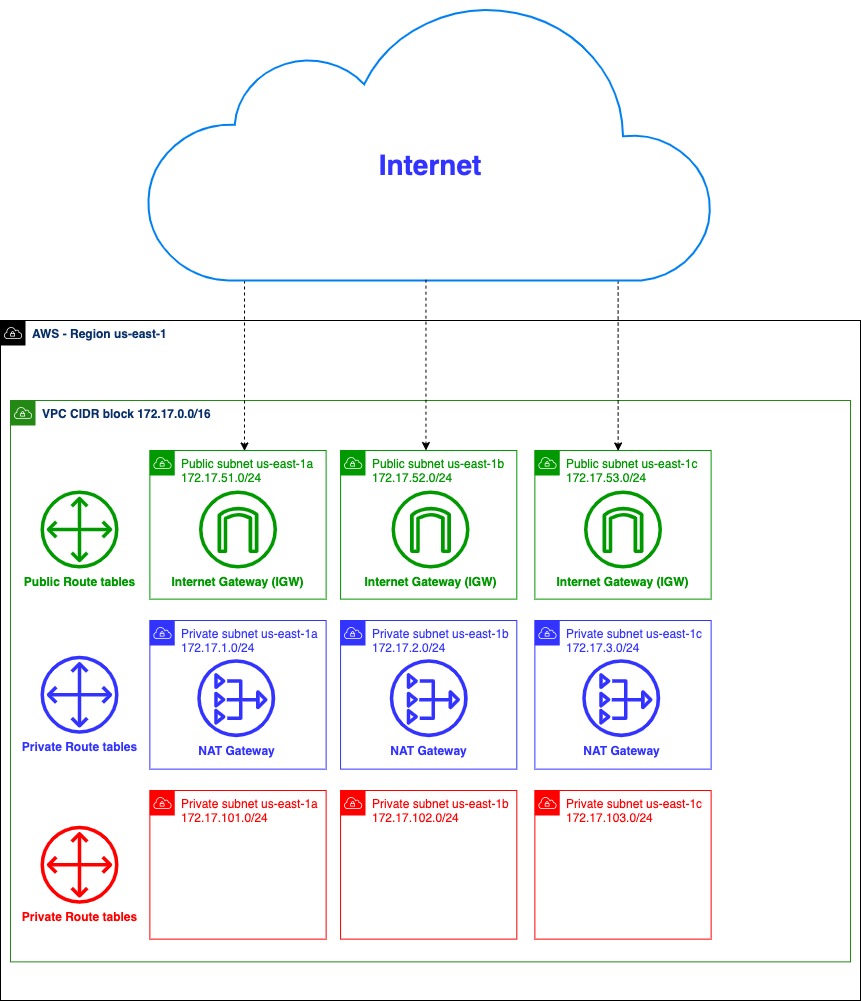 Internet
AWS - Region us-east-1
VPC CIDR block 172.17.0.0/16
Public subnet us-east-1a
172.17.51.0/24
Public subnet us-east-1b
172.17.52.0/24
Public subnet us-east-1c
172.17.53.0/24
Public Route tables
Internet Gateway (IGW)
Internet Gateway (IGW)
Internet Gateway (IGW)
Private subnet us-east-1a
172.17.1.0/24
Private subnet us-east-1b
172.17.2.0/24
Private subnet us-east-1c
172.17.3.0/24
Private Route tables
NAT Gateway
NAT Gateway
NAT Gateway
Private subnet us-east-1a
172.17.101.0/24
Private subnet us-east-1b
172.17.102.0/24
Private subnet us-east-1c
172.17.103.0/24
Private Route tables